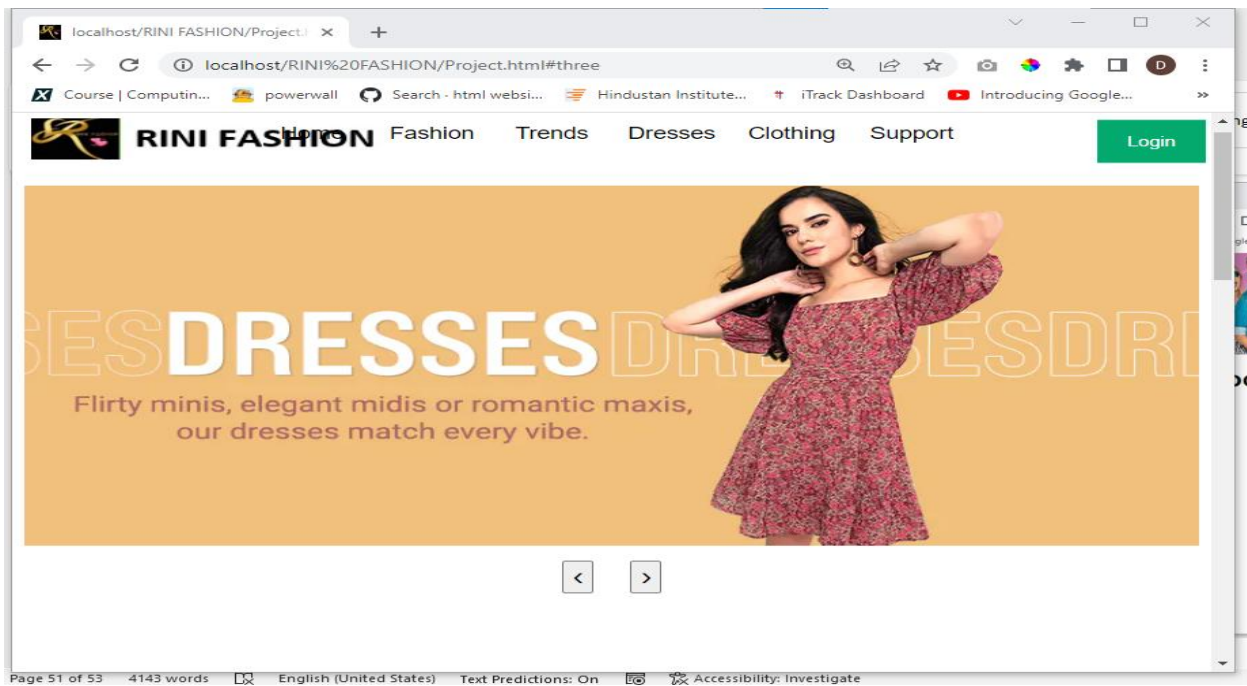 localhost/RINI FASHION/Project.
localhost/RINI%20FASHION/Project.html#three
D
Course | Computin...
powerwall
Search - html websi...
Hindustan Institute...
iTrack Dashboard
Introducing Google...
»
RINI FASHION
Home
Fashion
Trends
Dresses
Clothing
Support
Login
SESDRESSESDRESSESDRE
Flirty minis, elegant midis or romantic maxis,
our dresses match every vibe.
<
>
Page 51 of 53
4143 words
English (United States)
Text Predictions: On
Accessibility: Investigate